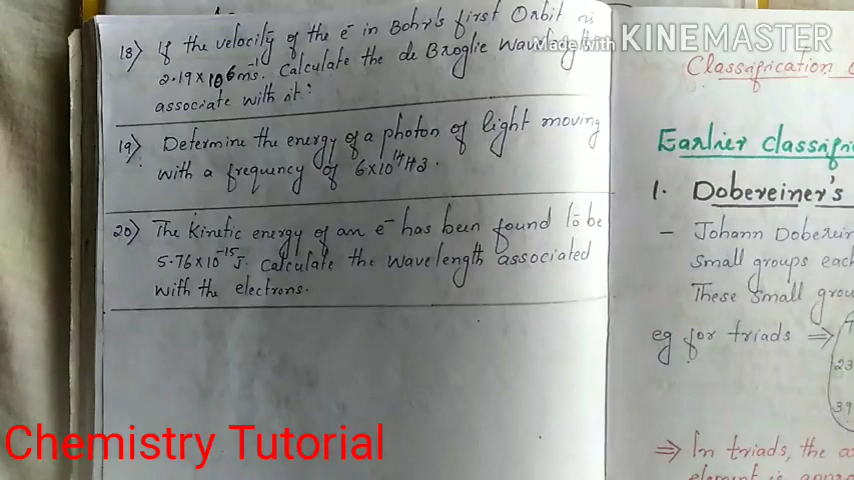 18) If the velocity of the e⁻ in Bohr's first Orbit is
2.19×10⁶ms⁻¹. Calculate the de Broglie Wavelength
associate with it?
19) Determine the energy of a photon of light moving
with a frequency of 6×10¹⁴Hz.
20) The Kinetic energy of an e⁻ has been found to be
5.76×10⁻¹⁵J. Calculate the wavelength associated
with the electrons.
Made with KINEMASTER
Classification
Earlier classific
1. Dobereiner's
– Johann Doberein
Small groups each
These small grou
eg for triads ⇒
23
39
⇒ In triads, the
element is
Chemistry Tutorial